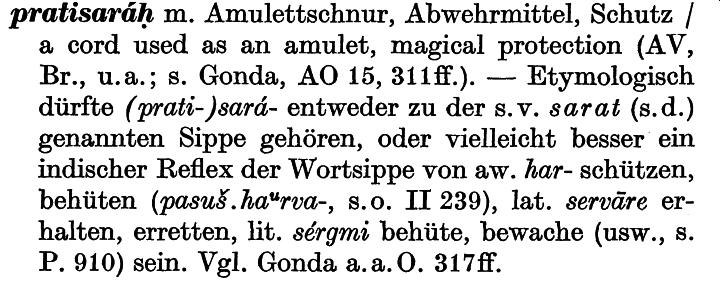 pratisaráḥ m. Amulettschnur, Abwehrmittel, Schutz /
a cord used as an amulet, magical protection (AV,
Br., u.a.; s. Gonda, AO 15, 311ff.). — Etymologisch
dürfte (prati-)sará- entweder zu der s.v. sarat (s.d.)
genannten Sippe gehören, oder vielleicht besser ein
indischer Reflex der Wortsippe von aw. har- schützen,
behüten (pasuš.haᵘrva-, s.o. II 239), lat. servāre er-
halten, erretten, lit. sérgmi behüte, bewache (usw., s.
P. 910) sein. Vgl. Gonda a.a.O. 317ff.